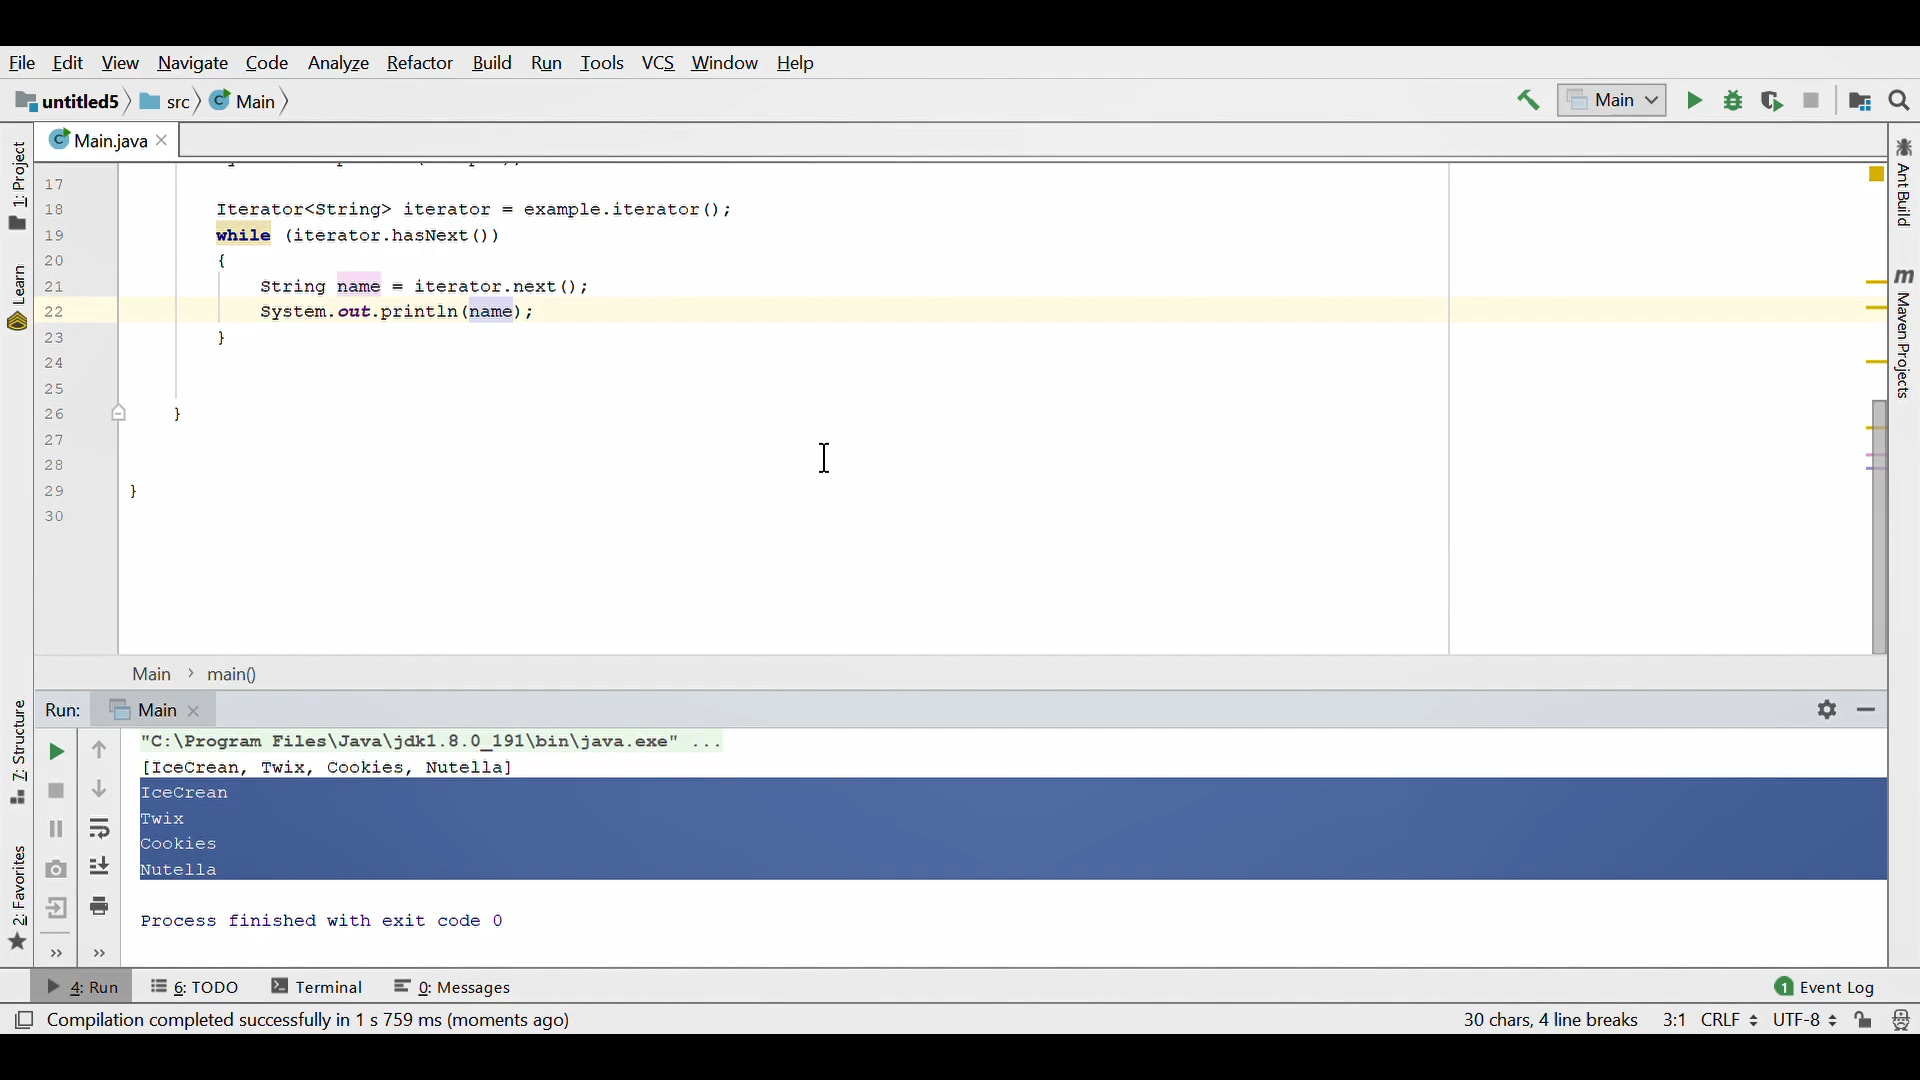 File Edit View Navigate Code Analyze Refactor Build Run Tools VCS Window Help
untitled5 src Main
Main
Main.java
1: Project
Learn
7: Structure
2: Favorites
Ant Build
Maven Projects
17
18 Iterator<String> iterator = example.iterator();
19 while (iterator.hasNext())
20 {
21 String name = iterator.next();
22 System.out.println(name);
23 }
24
25
26 }
27
28
29 }
30
Main › main()
Run: Main
"C:\Program Files\Java\jdk1.8.0_191\bin\java.exe" ...
[IceCrean, Twix, Cookies, Nutella]
IceCrean
Twix
Cookies
Nutella
Process finished with exit code 0
4: Run 6: TODO Terminal 0: Messages 1 Event Log
Compilation completed successfully in 1 s 759 ms (moments ago) 30 chars, 4 line breaks 3:1 CRLF UTF-8